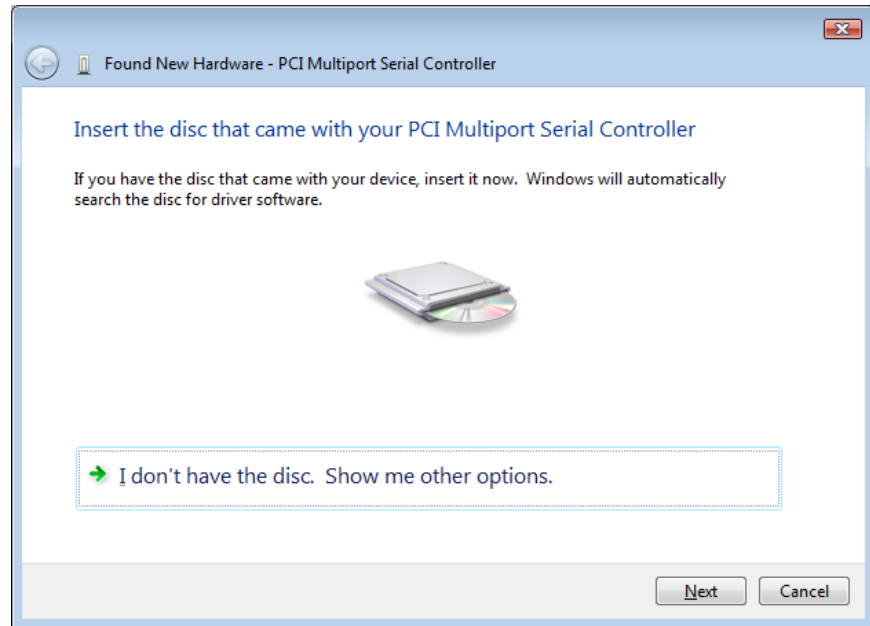 Found New Hardware - PCI Multiport Serial Controller
Insert the disc that came with your PCI Multiport Serial Controller
If you have the disc that came with your device, insert it now.  Windows will automatically
search the disc for driver software.
I don't have the disc.  Show me other options.
Next
Cancel